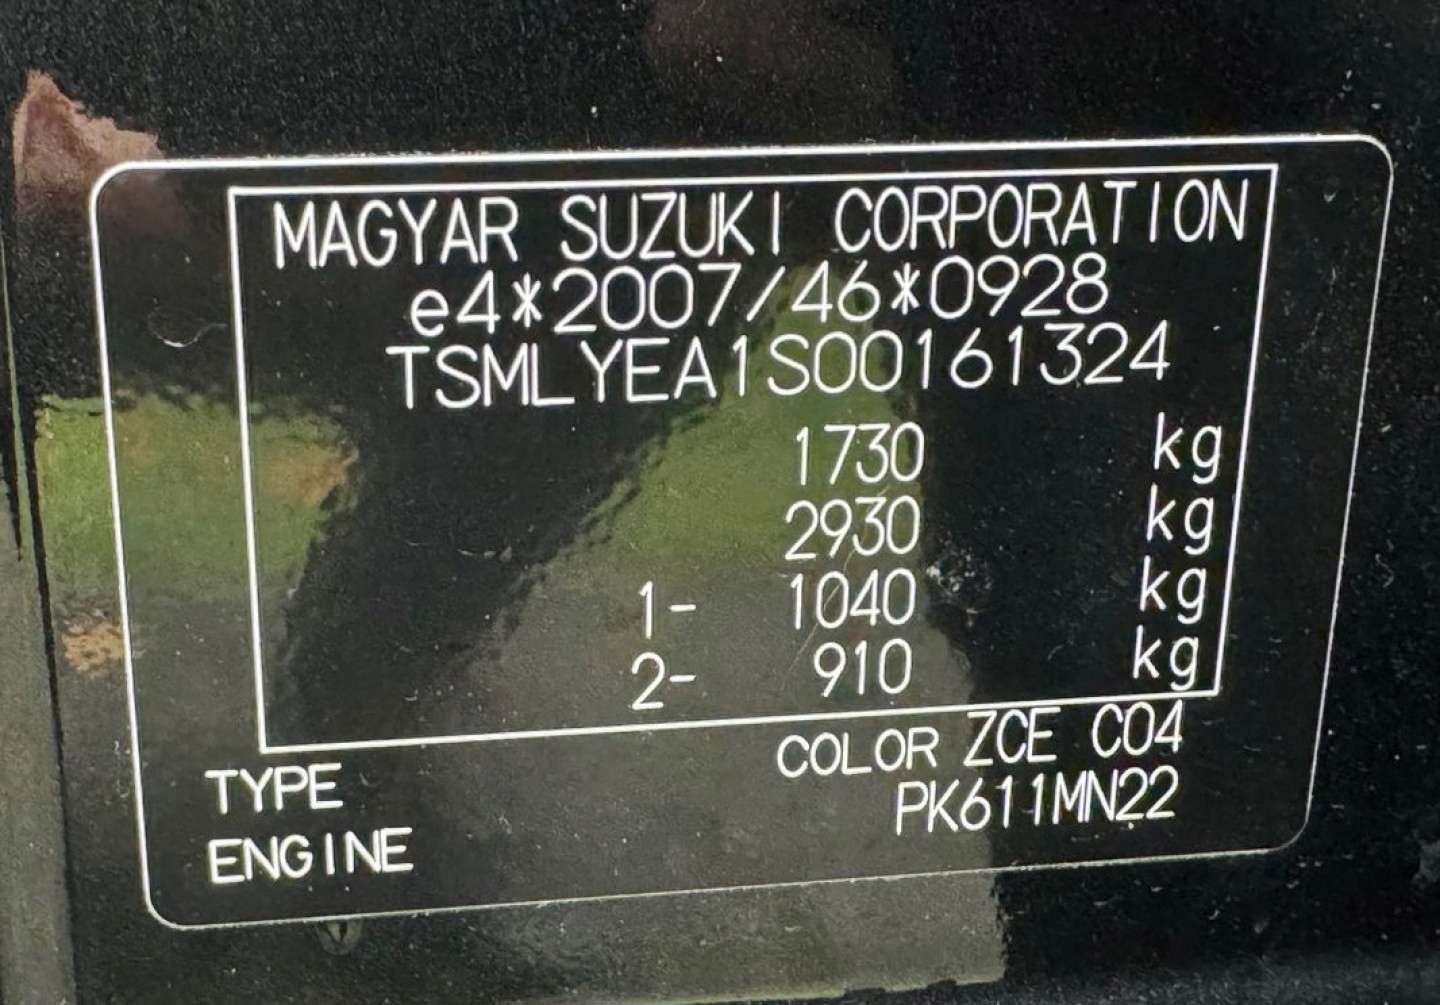 MAGYAR SUZUKI CORPORATION
e4*2007/46*0928
TSMLYEA1S00161324
1730 kg
2930 kg
1- 1040 kg
2- 910 kg
COLOR ZCE C04
TYPE PK611MN22
ENGINE